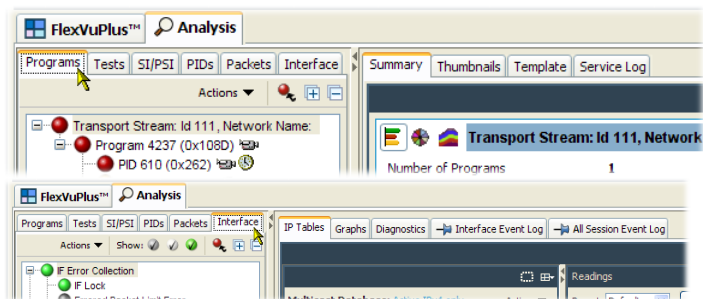 FlexVuPlus™ Analysis
Programs Tests SI/PSI PIDs Packets Interface
Actions
Transport Stream: Id 111, Network Name:
Program 4237 (0x108D)
PID 610 (0x262)
Summary Thumbnails Template Service Log
Transport Stream: Id 111, Network
Number of Programs 1
FlexVuPlus™ Analysis
Programs Tests SI/PSI PIDs Packets Interface
Actions Show:
IF Error Collection
IF Lock
IP Tables Graphs Diagnostics Interface Event Log All Session Event Log
Readings